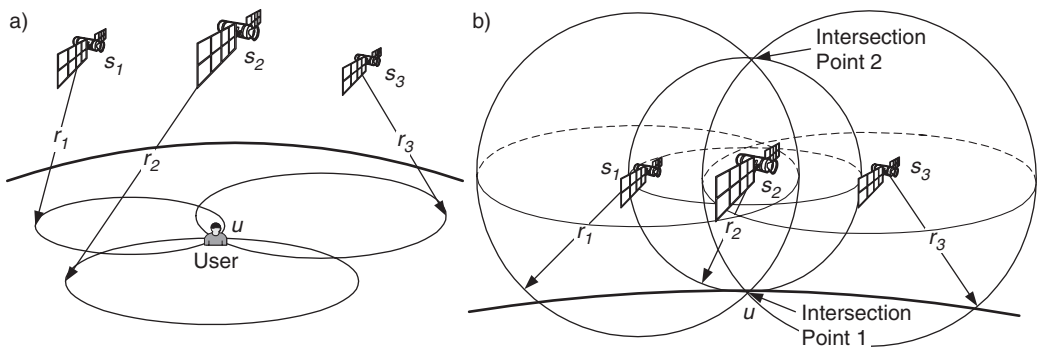 a)
s1
s2
s3
r1
r2
r3
u
User
b)
Intersection
Point 2
s1
s2
s3
r1
r2
r3
u
Intersection
Point 1